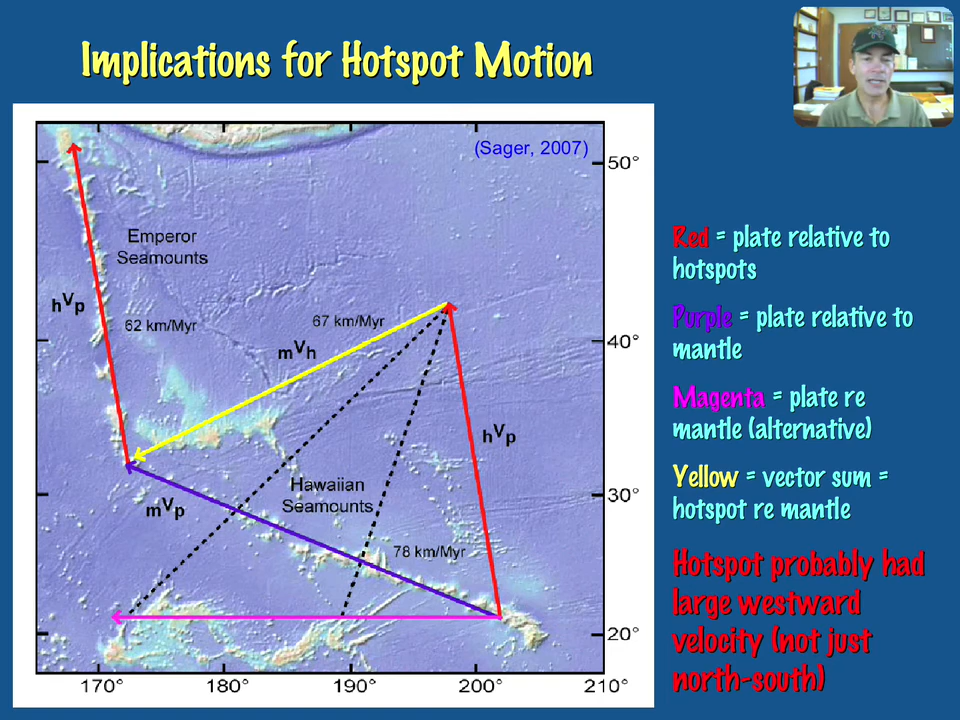 Implications for Hotspot Motion
(Sager, 2007)
50°
Emperor
Seamounts
hVp
62 km/Myr
67 km/Myr
mVh
40°
hVp
Hawaiian
Seamounts
30°
mVp
78 km/Myr
20°
170° 180° 190° 200° 210°
Red = plate relative to
hotspots
Purple = plate relative to
mantle
Magenta = plate re
mantle (alternative)
Yellow = vector sum =
hotspot re mantle
Hotspot probably had
large westward
velocity (not just
north-south)